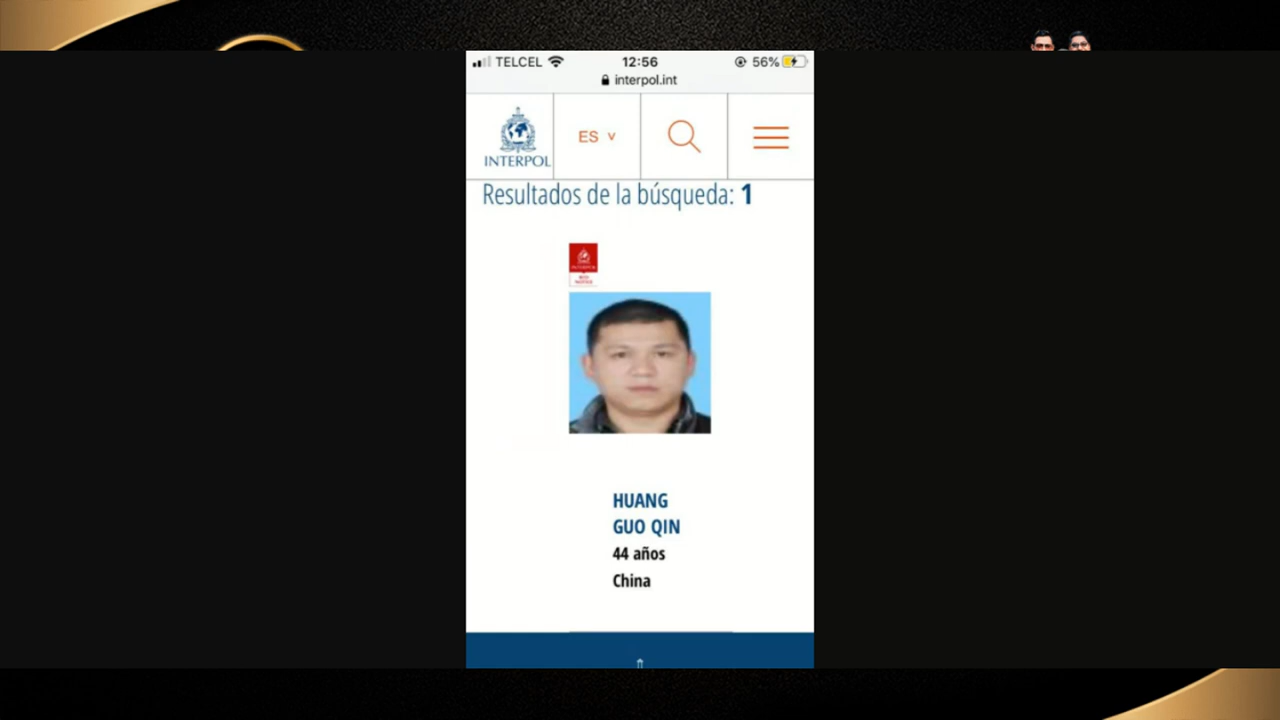 TELCEL
12:56
56%
interpol.int
INTERPOL
ES
Resultados de la búsqueda: 1
HUANG
GUO QIN
44 años
China